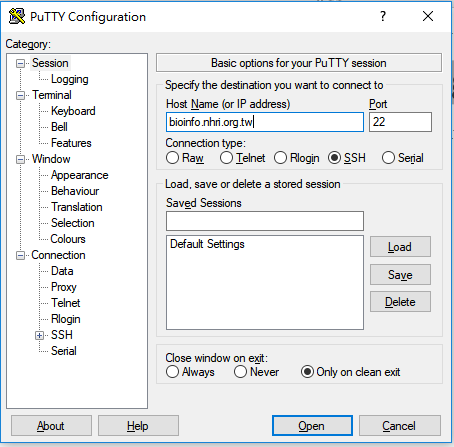 PuTTY Configuration
Category:
Session
Logging
Terminal
Keyboard
Bell
Features
Window
Appearance
Behaviour
Translation
Selection
Colours
Connection
Data
Proxy
Telnet
Rlogin
SSH
Serial
Basic options for your PuTTY session
Specify the destination you want to connect to
Host Name (or IP address) Port
bioinfo.nhri.org.tw 22
Connection type:
Raw Telnet Rlogin SSH Serial
Load, save or delete a stored session
Saved Sessions
Default Settings
Load
Save
Delete
Close window on exit:
Always Never Only on clean exit
About Help Open Cancel